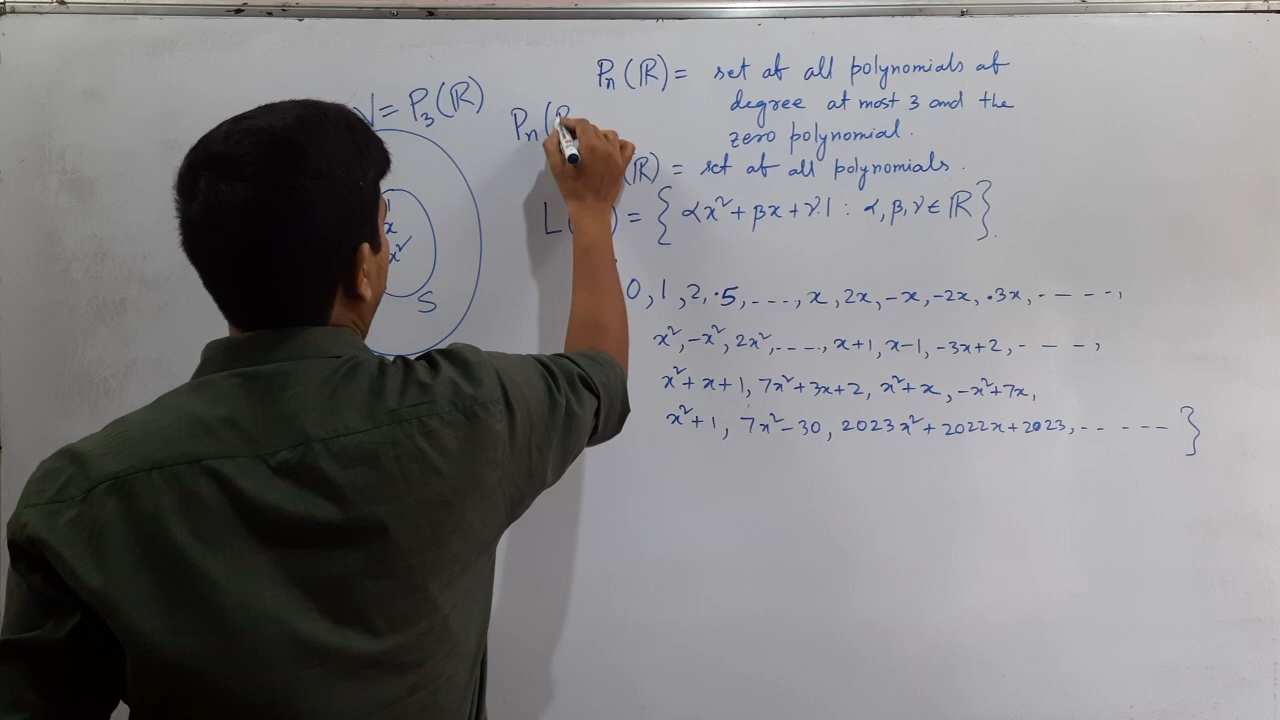 V = P₃(ℝ)
Pₙ(
Pₙ(ℝ) = set of all polynomials of
degree at most 3 and the
zero polynomial.
(ℝ) = set of all polynomials.
L( ) = { αx² + βx + γ.1 : α, β, γ ∈ ℝ }.
1
x
x²
S
0, 1, 2, .5, ...., x, 2x, -x, -2x, .3x, - - - -,
x², -x², 2x², ....., x+1, x-1, -3x+2, - - - -,
x²+x+1, 7x²+3x+2, x²+x, -x²+7x,
x²+1, 7x²-30, 2023x²+2022x+2023, - - - - - }